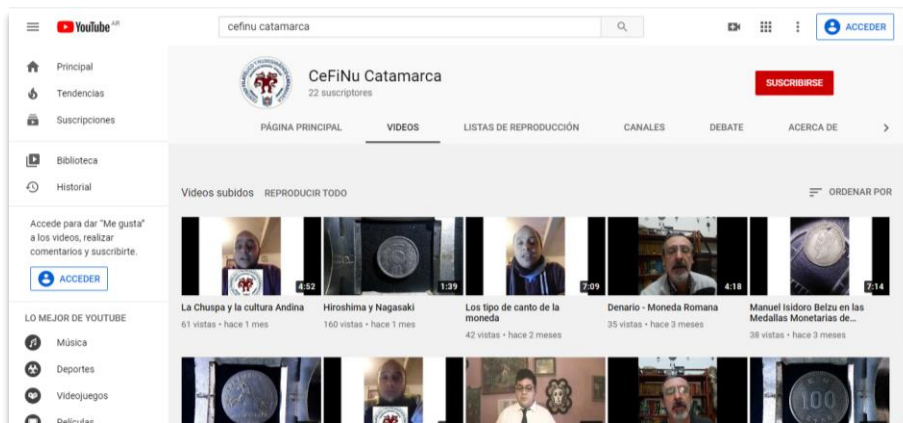 YouTube AR
cefinu catamarca
ACCEDER
Principal
Tendencias
Suscripciones
Biblioteca
Historial
Accede para dar "Me gusta"
a los videos, realizar
comentarios y suscribirte.
ACCEDER
LO MEJOR DE YOUTUBE
Música
Deportes
Videojuegos
Películas
CeFiNu Catamarca
22 suscriptores
SUSCRIBIRSE
PÁGINA PRINCIPAL VIDEOS LISTAS DE REPRODUCCIÓN CANALES DEBATE ACERCA DE
Videos subidos REPRODUCIR TODO
ORDENAR POR
4:52
La Chuspa y la cultura Andina
61 vistas • hace 1 mes
1:39
Hiroshima y Nagasaki
160 vistas • hace 1 mes
7:09
Los tipo de canto de la
moneda
42 vistas • hace 2 meses
4:18
Denario - Moneda Romana
35 vistas • hace 3 meses
7:14
Manuel Isidoro Belzu en las
Medallas Monetarias de...
38 vistas • hace 3 meses
100